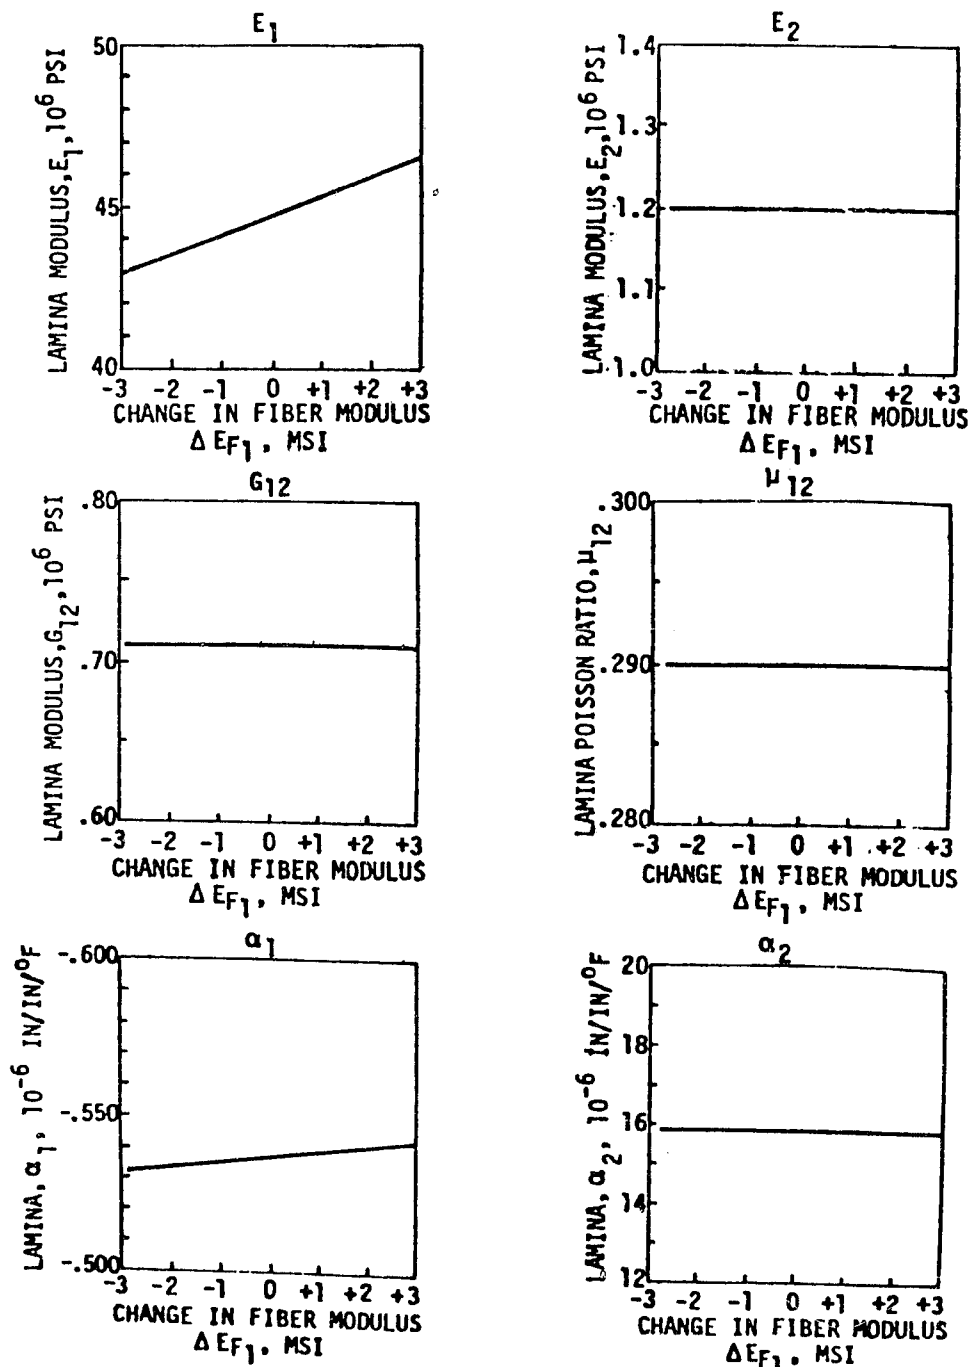 E1
LAMINA MODULUS, E1, 10^6 PSI
50
45
40
-3 -2 -1 0 +1 +2 +3
CHANGE IN FIBER MODULUS
Δ EF1, MSI
E2
LAMINA MODULUS, E2, 10^6 PSI
1.4
1.3
1.2
1.1
1.0
-3 -2 -1 0 +1 +2 +3
CHANGE IN FIBER MODULUS
Δ EF1, MSI
G12
LAMINA MODULUS, G12, 10^6 PSI
.80
.70
.60
-3 -2 -1 0 +1 +2 +3
CHANGE IN FIBER MODULUS
Δ EF1, MSI
μ12
LAMINA POISSON RATIO, μ12
.300
.290
.280
-3 -2 -1 0 +1 +2 +3
CHANGE IN FIBER MODULUS
Δ EF1, MSI
α1
LAMINA, α1, 10^-6 IN/IN/°F
-.600
-.550
-.500
-3 -2 -1 0 +1 +2 +3
CHANGE IN FIBER MODULUS
Δ EF1, MSI
α2
LAMINA, α2, 10^-6 IN/IN/°F
20
18
16
14
12
-3 -2 -1 0 +1 +2 +3
CHANGE IN FIBER MODULUS
Δ EF1, MSI